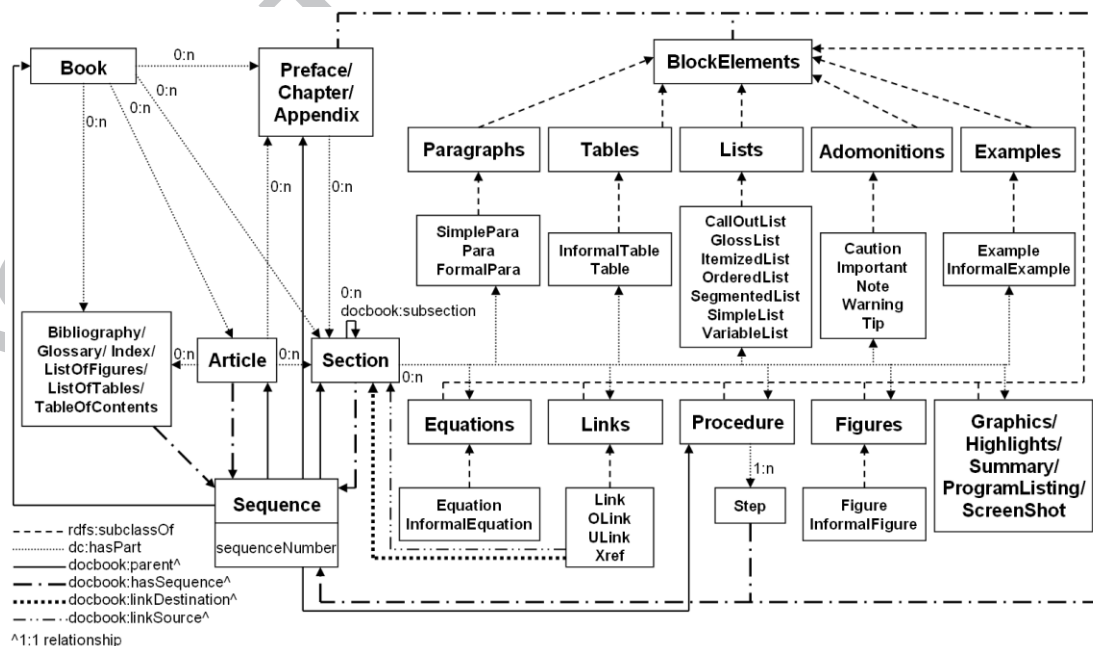 Book
0:n
0:n
0:n
0:n
Preface/
Chapter/
Appendix
BlockElements
Paragraphs
Tables
Lists
Adomonitions
Examples
0:n
0:n
SimplePara
Para
FormalPara
InformalTable
Table
CallOutList
GlossList
ItemizedList
OrderedList
SegmentedList
SimpleList
VariableList
Caution
Important
Note
Warning
Tip
Example
InformalExample
0:n
docbook:subsection
Bibliography/
Glossary/ Index/
ListOfFigures/
ListOfTables/
TableOfContents
0:n
Article
0:n
Section
0:n
Equations
Links
Procedure
Figures
Graphics/
Highlights/
Summary/
ProgramListing/
ScreenShot
1:n
Sequence
sequenceNumber
Equation
InformalEquation
Link
OLink
ULink
Xref
Step
Figure
InformalFigure
rdfs:subclassOf
dc:hasPart
docbook:parent^
docbook:hasSequence^
docbook:linkDestination^
docbook:linkSource^
^1:1 relationship